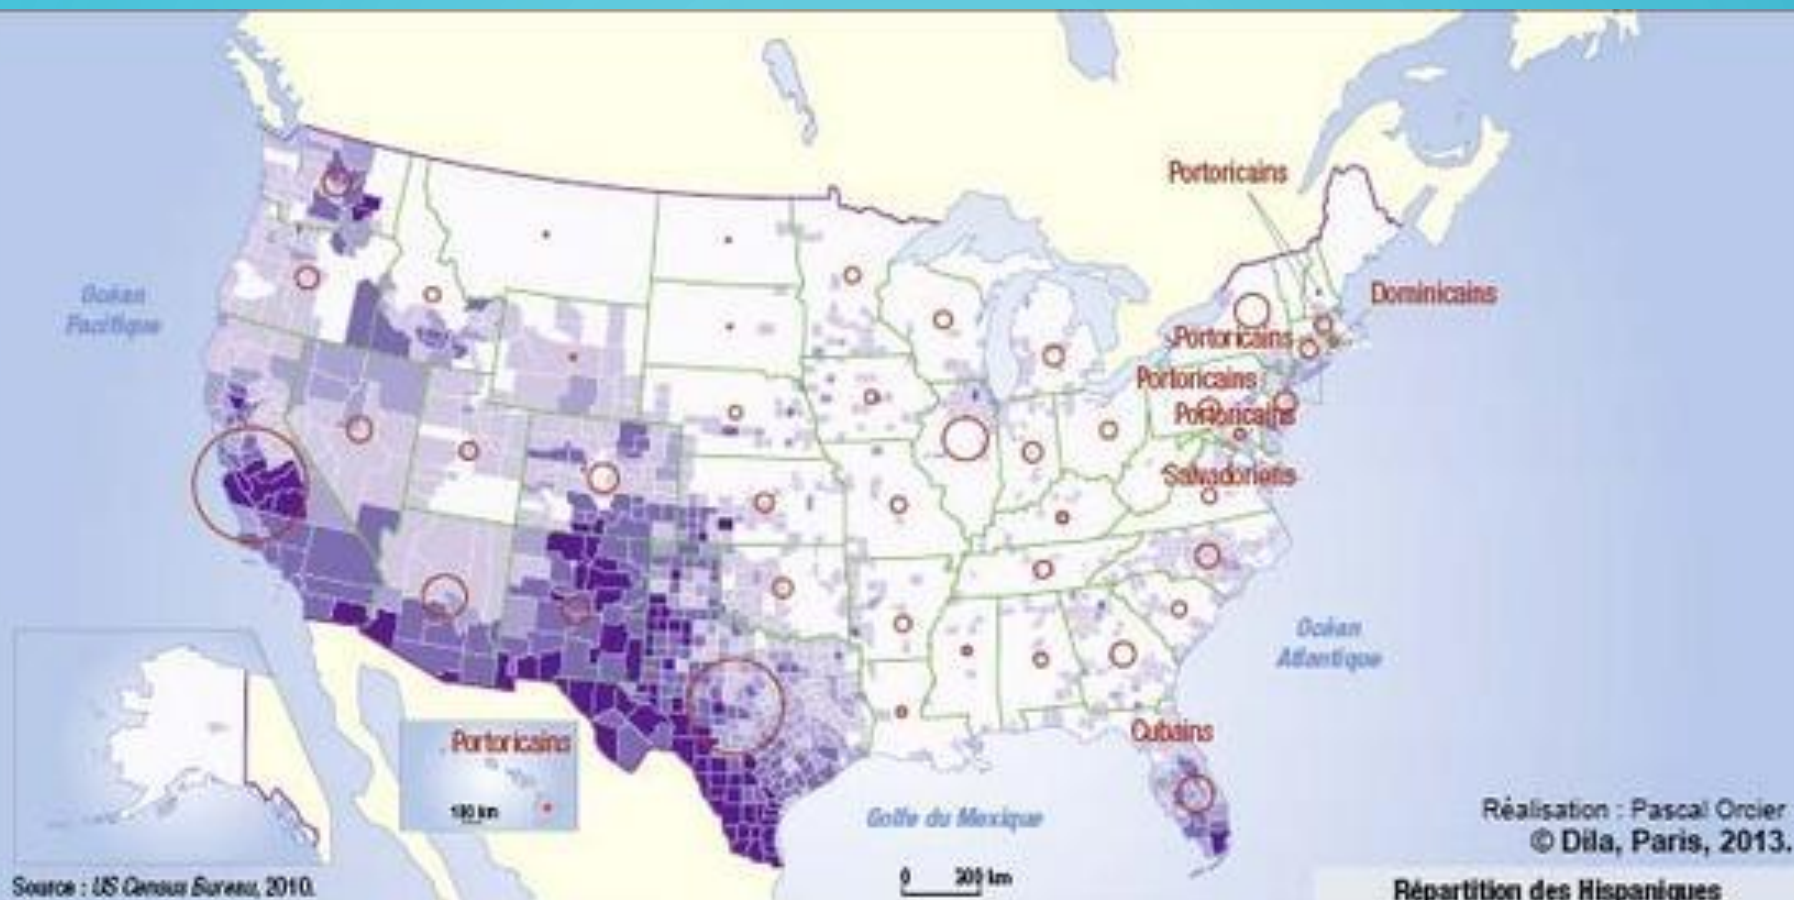 Portoricains
Océan
Pacifique
Dominicains
Portoricains
Portoricains
Portoricains
Salvadoriens
Océan
Atlantique
Cubains
Portoricains
100 km
Golfe du Mexique
Réalisation : Pascal Orcier
© Dila, Paris, 2013.
0 300 km
Source : US Census Bureau, 2010.
Répartition des Hispaniques